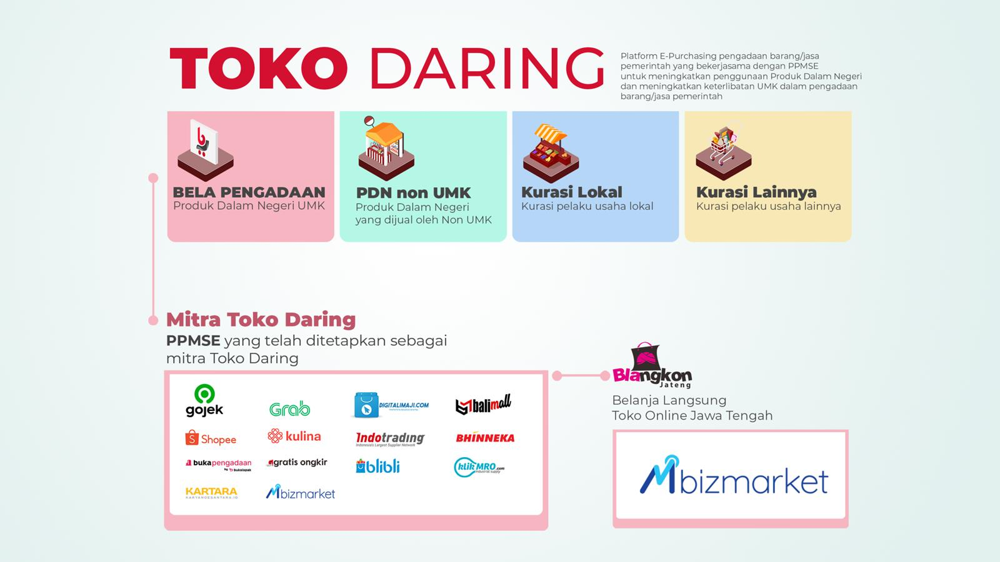 TOKO DARING
Platform E-Purchasing pengadaan barang/jasa
pemerintah yang bekerjasama dengan PPMSE
untuk meningkatkan penggunaan Produk Dalam Negeri
dan meningkatkan keterlibatan UMK dalam pengadaan
barang/jasa pemerintah
BELA PENGADAAN
Produk Dalam Negeri UMK
PDN non UMK
Produk Dalam Negeri
yang dijual oleh Non UMK
Kurasi Lokal
Kurasi pelaku usaha lokal
Kurasi Lainnya
Kurasi pelaku usaha lainnya
Mitra Toko Daring
PPMSE yang telah ditetapkan sebagai
mitra Toko Daring
gojek
Grab
DIGITALIMAJI.COM
balimall
Shopee
kulina
Indotrading
Indonesia's Largest Supplier Network
BHINNEKA
bukapengadaan
by bukalapak
gratis ongkir
blibli
klikMRO.com
industrial supply
KARTARA
KARYANGESANTARA.ID
Mbizmarket
Blangkon
Jateng
Belanja Langsung
Toko Online Jawa Tengah
Mbizmarket